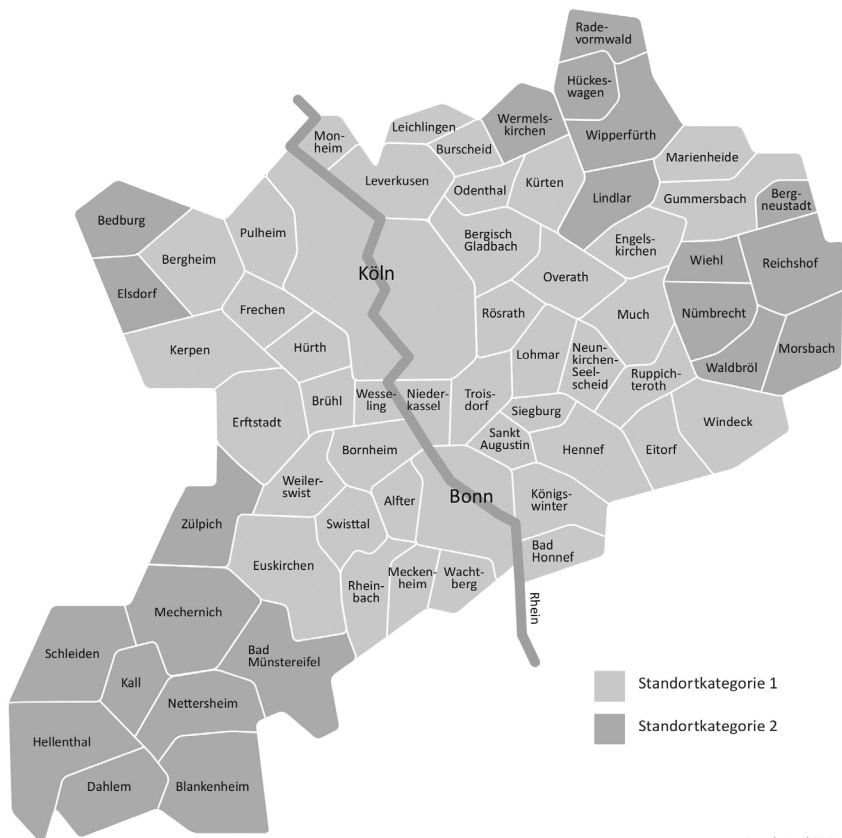 Rade-
vormwald
Hückes-
wagen
Wermels-
kirchen
Leichlingen
Mon-
heim
Burscheid
Wipperfürth
Marienheide
Leverkusen
Odenthal
Kürten
Lindlar
Gummersbach
Berg-
neustadt
Bedburg
Pulheim
Bergheim
Bergisch
Gladbach
Engels-
kirchen
Wiehl
Reichshof
Köln
Overath
Elsdorf
Frechen
Rösrath
Much
Nümbrecht
Kerpen
Hürth
Lohmar
Neun-
kirchen-
Seel-
scheid
Ruppich-
teroth
Waldbröl
Morsbach
Brühl
Wesse-
ling
Nieder-
kassel
Trois-
dorf
Siegburg
Erftstadt
Windeck
Sankt
Augustin
Hennef
Eitorf
Bornheim
Weiler-
swist
Alfter
Bonn
Königs-
winter
Zülpich
Swisttal
Bad
Honnef
Euskirchen
Rhein-
bach
Mecken-
heim
Wacht-
berg
Rhein
Mechernich
Schleiden
Bad
Münstereifel
Kall
Nettersheim
Hellenthal
Dahlem
Blankenheim
Standortkategorie 1
Standortkategorie 2